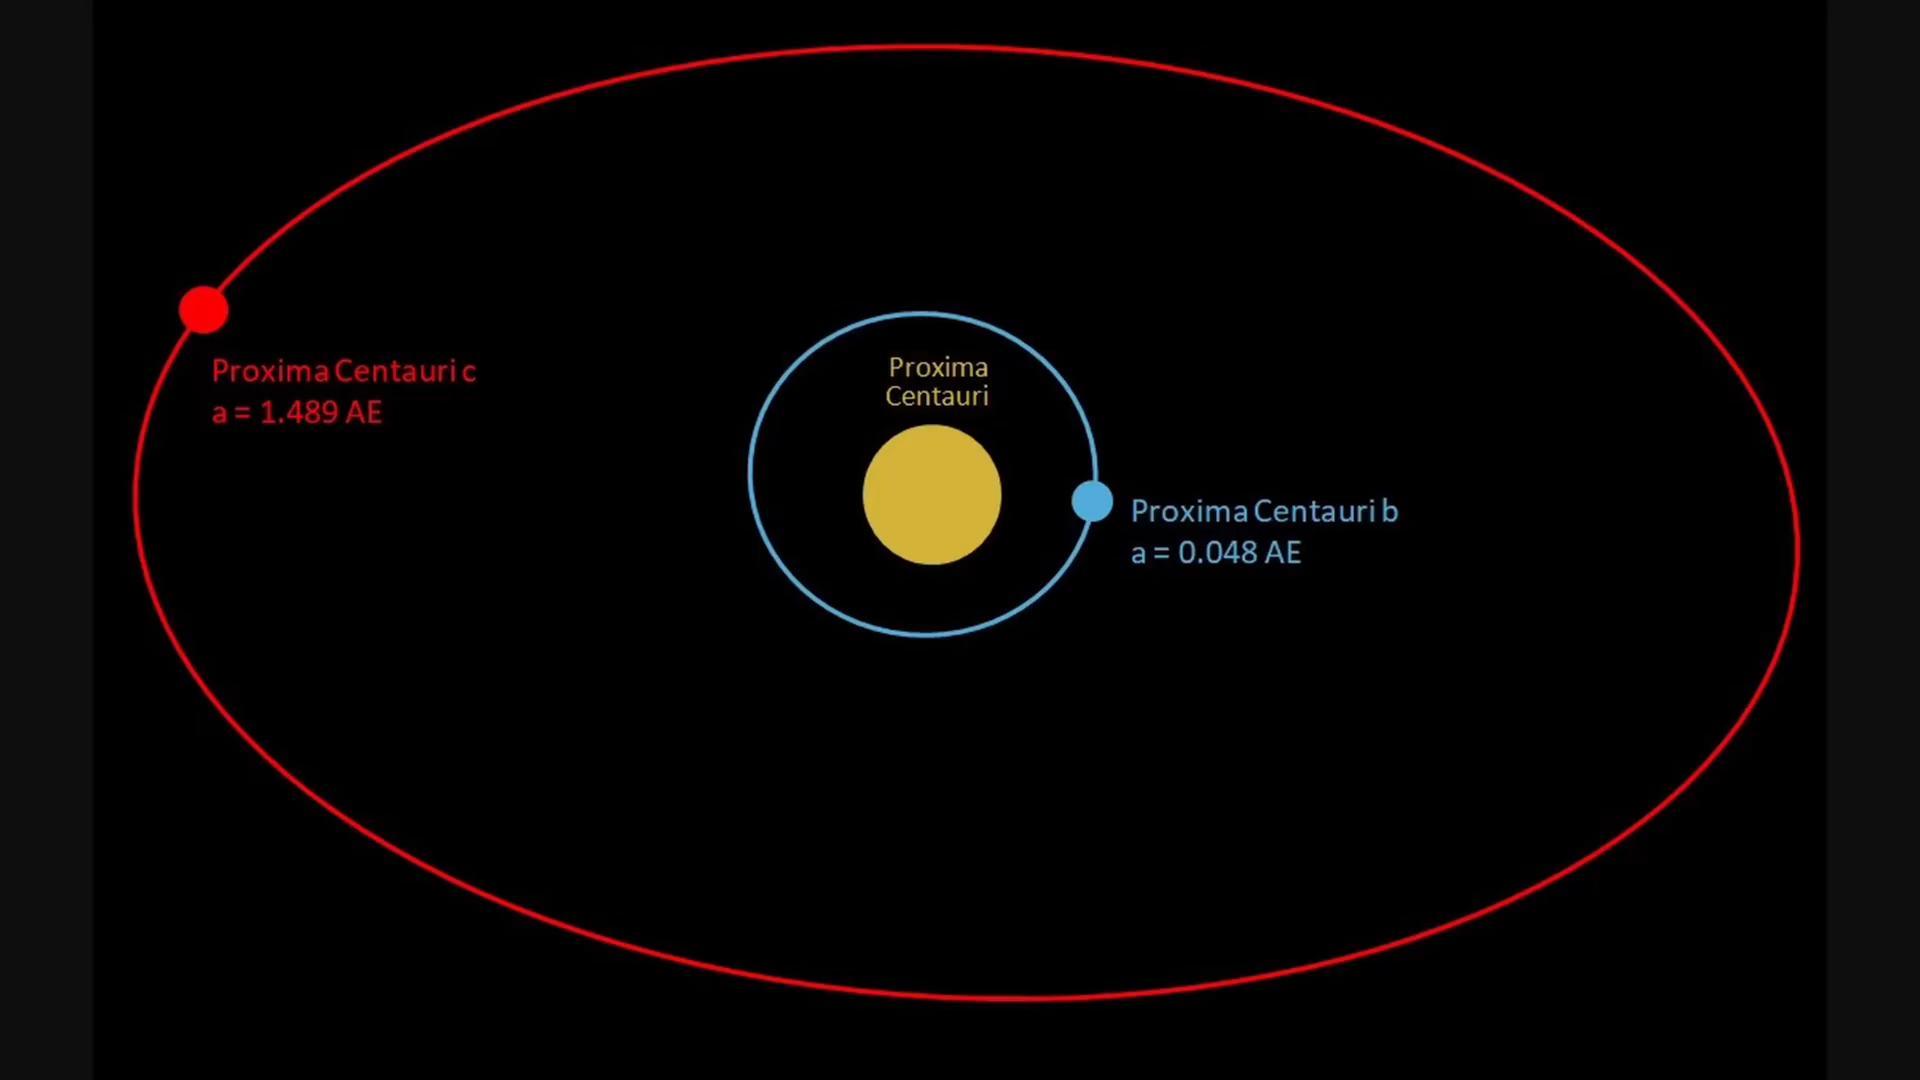 Proxima
Centauri
Proxima Centauri c
a = 1.489 AE
Proxima Centauri b
a = 0.048 AE